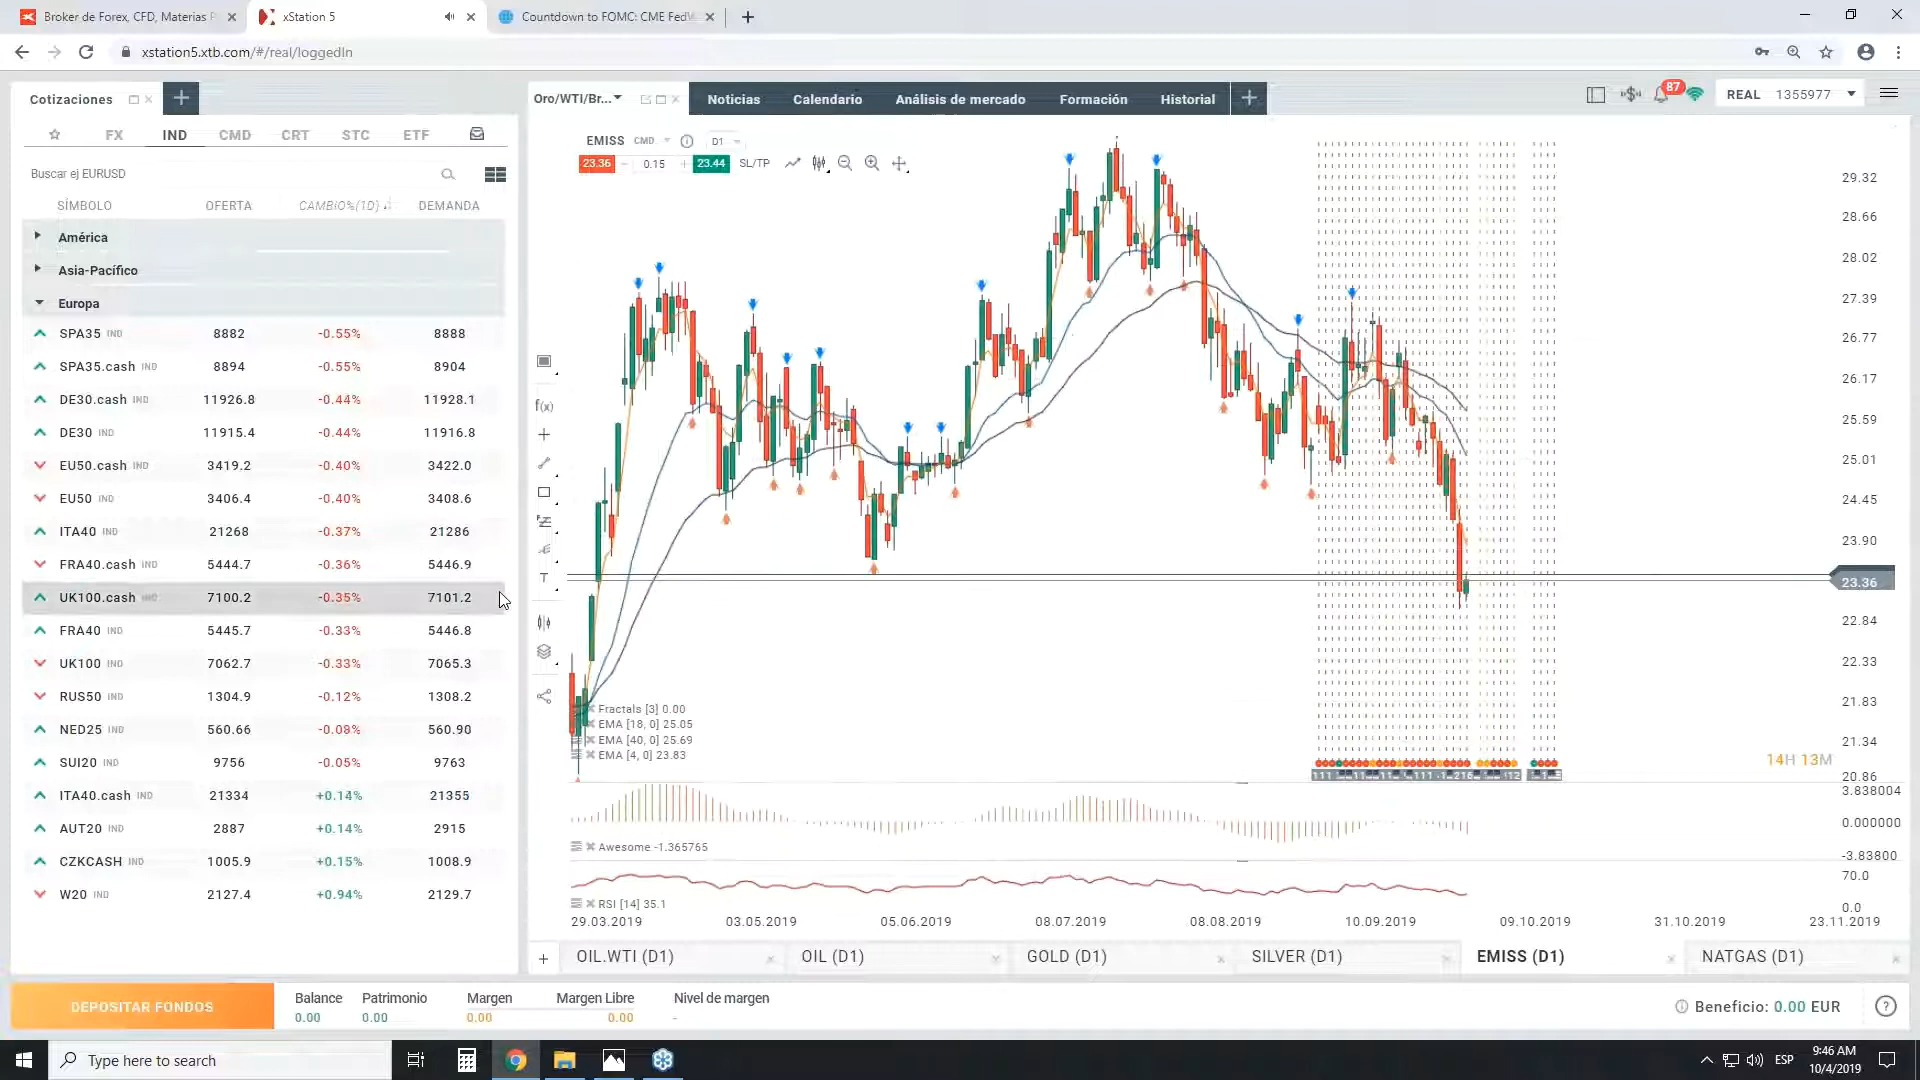 Broker de Forex, CFD, Materias P
xStation 5
Countdown to FOMC: CME FedW
xstation5.xtb.com/#/real/loggedIn
Cotizaciones
Oro/WTI/Br...
Noticias
Calendario
Análisis de mercado
Formación
Historial
87
REAL 1355977
FX IND CMD CRT STC ETF
Buscar ej EURUSD
SÍMBOLO OFERTA CAMBIO%(1D) DEMANDA
América
Asia-Pacífico
Europa
SPA35 IND 8882 -0.55% 8888
SPA35.cash IND 8894 -0.55% 8904
DE30.cash IND 11926.8 -0.44% 11928.1
DE30 IND 11915.4 -0.44% 11916.8
EU50.cash IND 3419.2 -0.40% 3422.0
EU50 IND 3406.4 -0.40% 3408.6
ITA40 IND 21268 -0.37% 21286
FRA40.cash IND 5444.7 -0.36% 5446.9
UK100.cash IND 7100.2 -0.35% 7101.2
FRA40 IND 5445.7 -0.33% 5446.8
UK100 IND 7062.7 -0.33% 7065.3
RUS50 IND 1304.9 -0.12% 1308.2
NED25 IND 560.66 -0.08% 560.90
SUI20 IND 9756 -0.05% 9763
ITA40.cash IND 21334 +0.14% 21355
AUT20 IND 2887 +0.14% 2915
CZKCASH IND 1005.9 +0.15% 1008.9
W20 IND 2127.4 +0.94% 2129.7
EMISS CMD D1
23.36 0.15 23.44 SL/TP
f(x)
T
29.32
28.66
28.02
27.39
26.77
26.17
25.59
25.01
24.45
23.90
23.36
22.84
22.33
21.83
21.34
20.86
14H 13M
Fractals [3] 0.00
EMA [18, 0] 25.05
EMA [40, 0] 25.69
EMA [4, 0] 23.83
3.838004
0.000000
-3.83800
Awesome -1.365765
70.0
0.0
RSI [14] 35.1
29.03.2019 03.05.2019 05.06.2019 08.07.2019 08.08.2019 10.09.2019 09.10.2019 31.10.2019 23.11.2019
OIL.WTI (D1) OIL (D1) GOLD (D1) SILVER (D1) EMISS (D1) NATGAS (D1)
DEPOSITAR FONDOS
Balance Patrimonio Margen Margen Libre Nivel de margen
0.00 0.00 0.00 0.00 -
Beneficio: 0.00 EUR
Type here to search
ESP
9:46 AM
10/4/2019